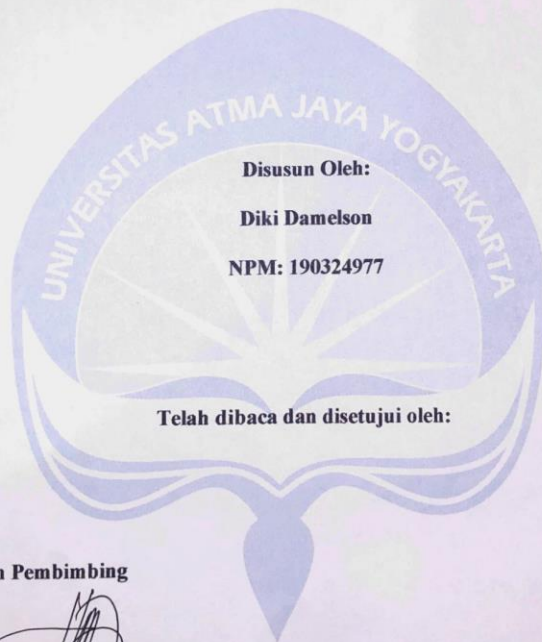 UNIVERSITAS ATMA JAYA YOGYAKARTA
Disusun Oleh:
Diki Damelson
NPM: 190324977
Telah dibaca dan disetujui oleh:
Pembimbing